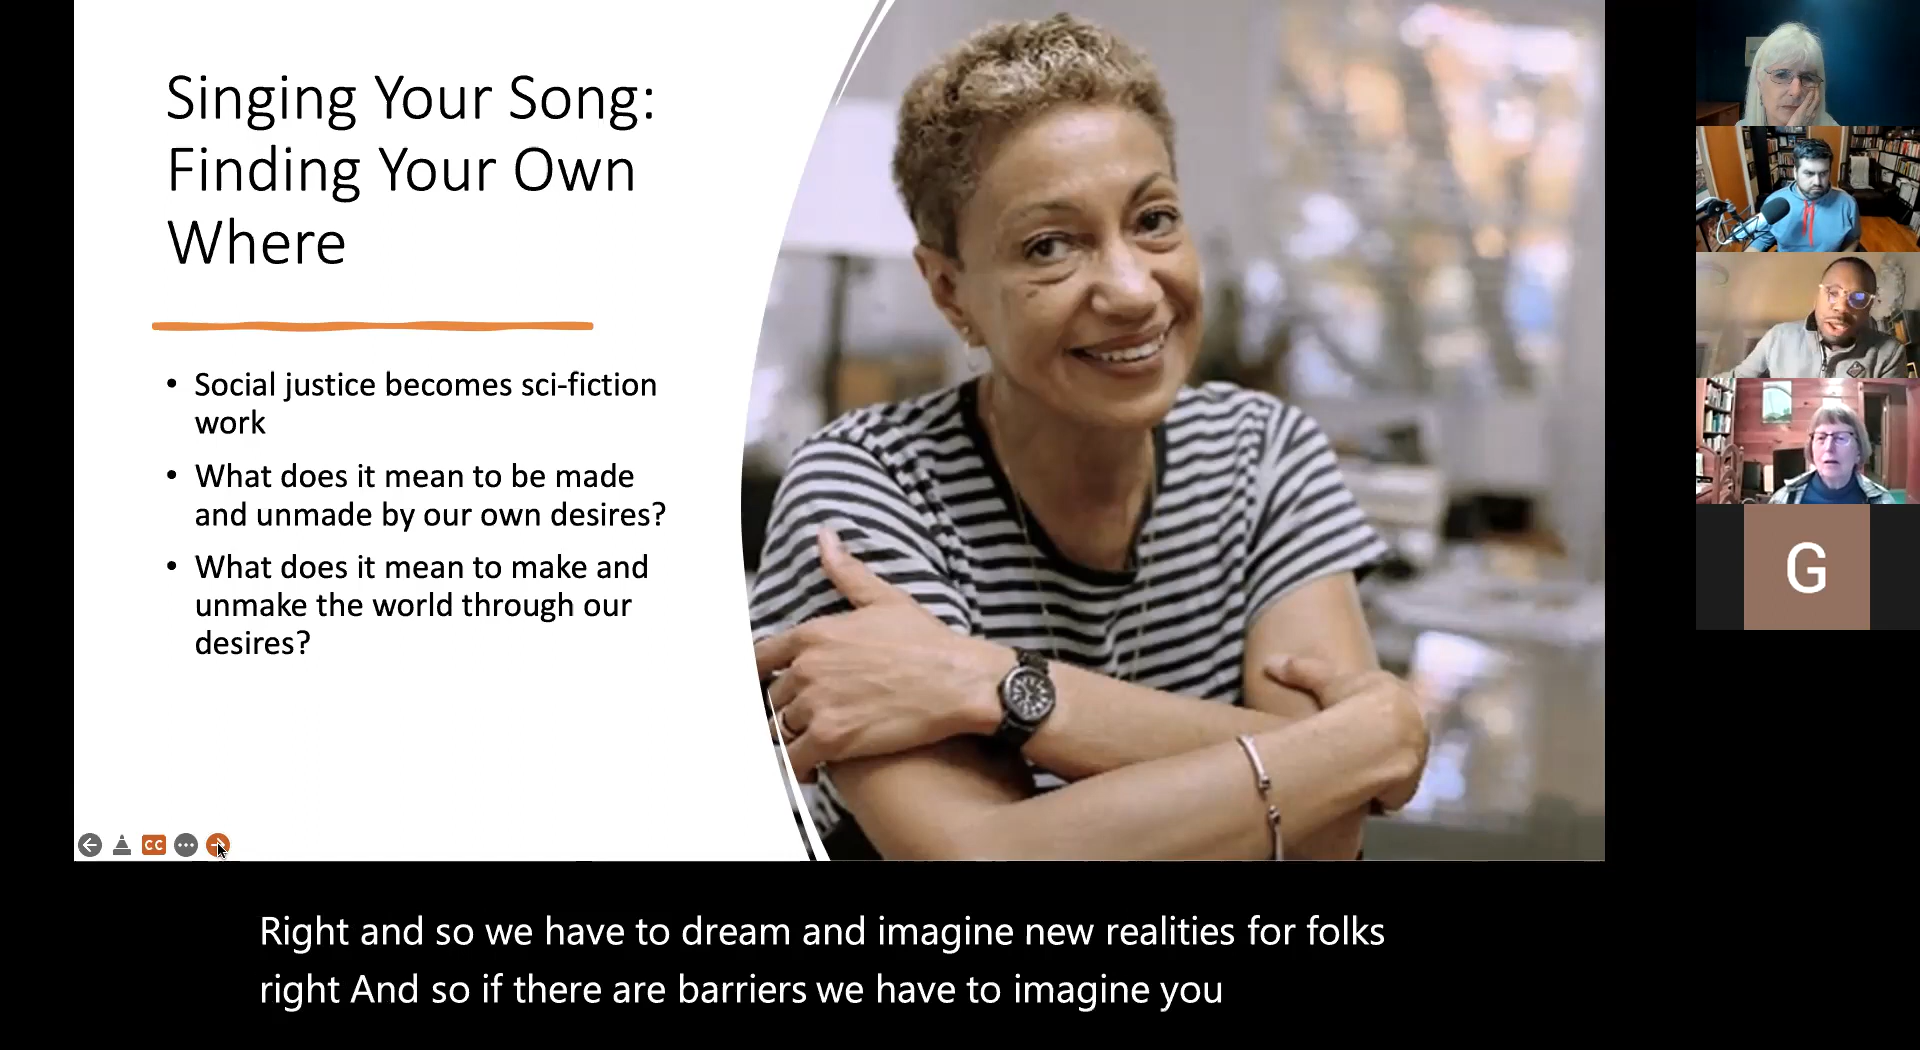 Singing Your Song:
Finding Your Own
Where
• Social justice becomes sci-fiction
work
• What does it mean to be made
and unmade by our own desires?
• What does it mean to make and
unmake the world through our
desires?
CC
G
Right and so we have to dream and imagine new realities for folks
right And so if there are barriers we have to imagine you